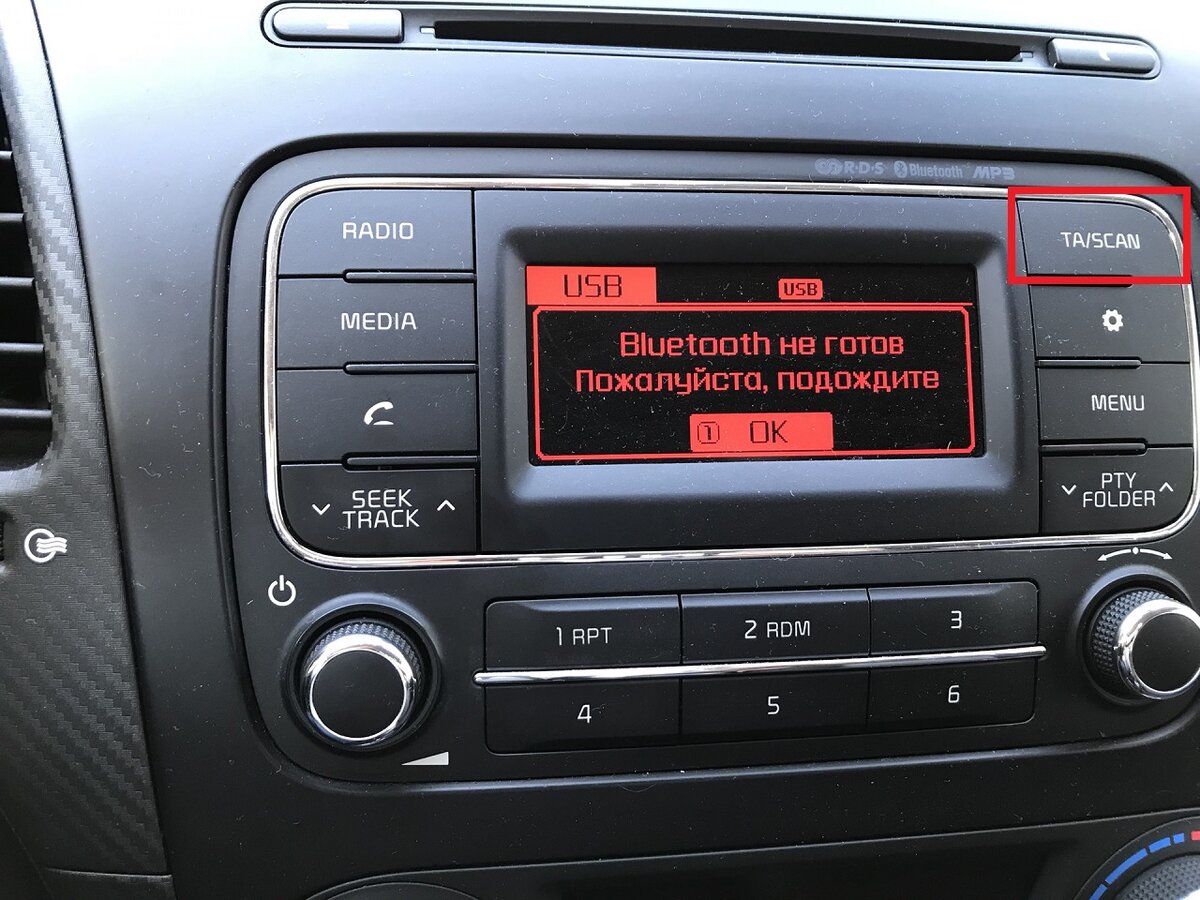 R·D·S Bluetooth MP3
RADIO
TA/SCAN
USB
USB
MEDIA
Bluetooth не готов
Пожалуйста, подождите
MENU
1 OK
SEEK
TRACK
PTY
FOLDER
1 RPT
2 RDM
3
4
5
6